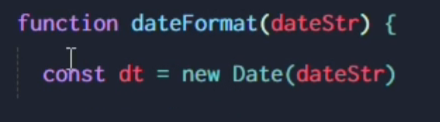 function dateFormat(dateStr) {
const dt = new Date(dateStr)